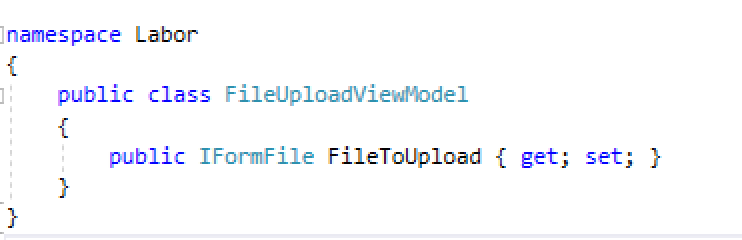 namespace Labor
{
    public class FileUploadViewModel
    {
        public IFormFile FileToUpload { get; set; }
    }
}